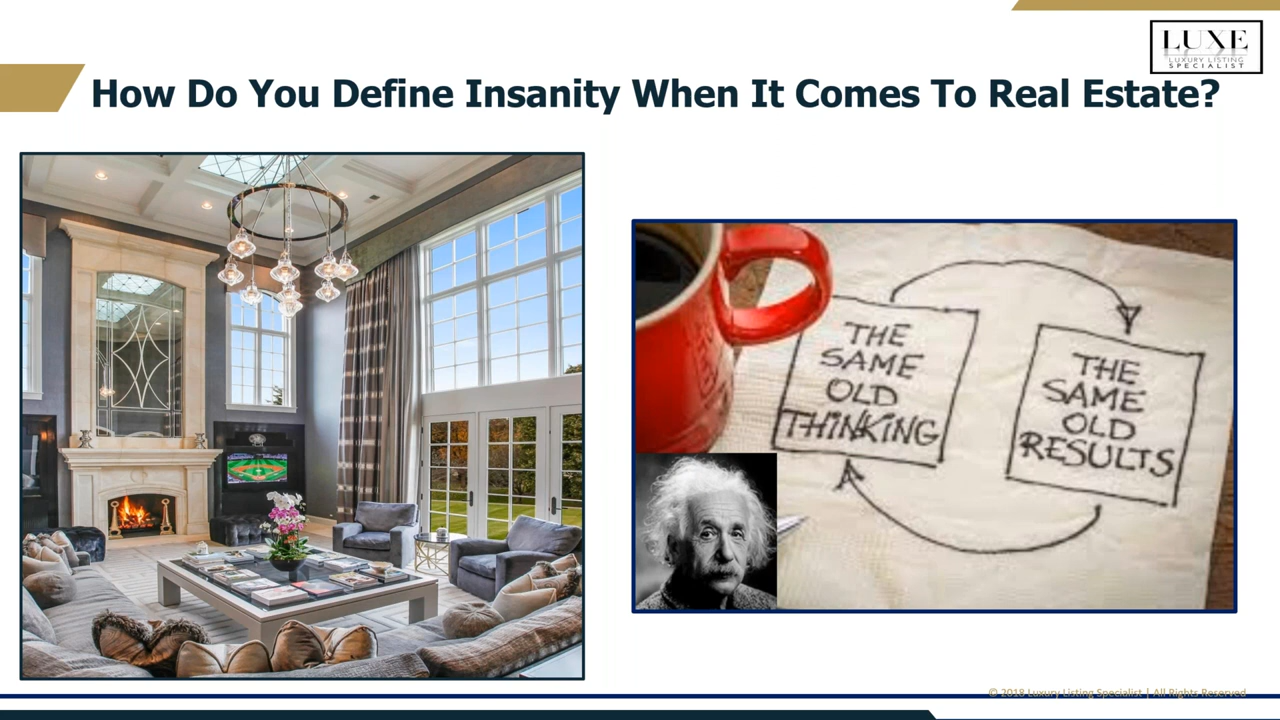 LUXE
LUXURY LISTING
SPECIALIST
How Do You Define Insanity When It Comes To Real Estate?
THE
SAME
OLD
THINKING
THE
SAME
OLD
RESULTS
© 2018 Luxury Listing Specialist | All Rights Reserved